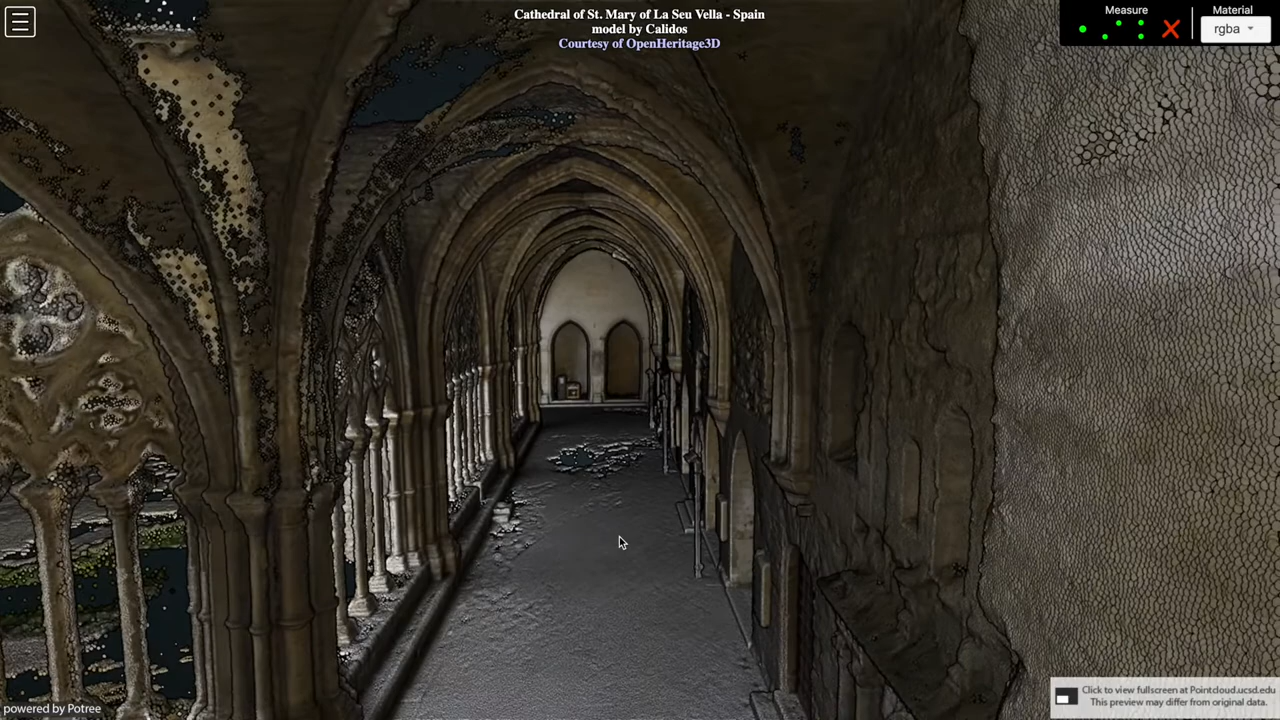 Cathedral of St. Mary of La Seu Vella - Spain
model by Calidos
Courtesy of OpenHeritage3D
Measure
Material
rgba
powered by Potree
Click to view fullscreen at Pointcloud.ucsd.edu
This preview may differ from original data.